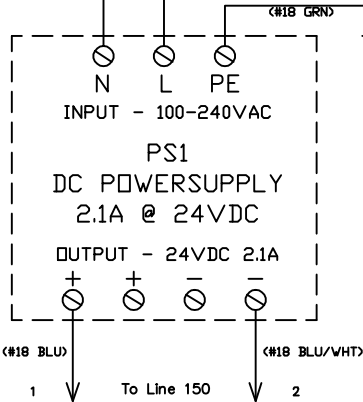 (#18 GRN)
N L PE
INPUT - 100-240VAC
PS1
DC POWERSUPPLY
2.1A @ 24VDC
OUTPUT - 24VDC 2.1A
+ + - -
(#18 BLU) (#18 BLU/WHT)
1 To Line 150 2